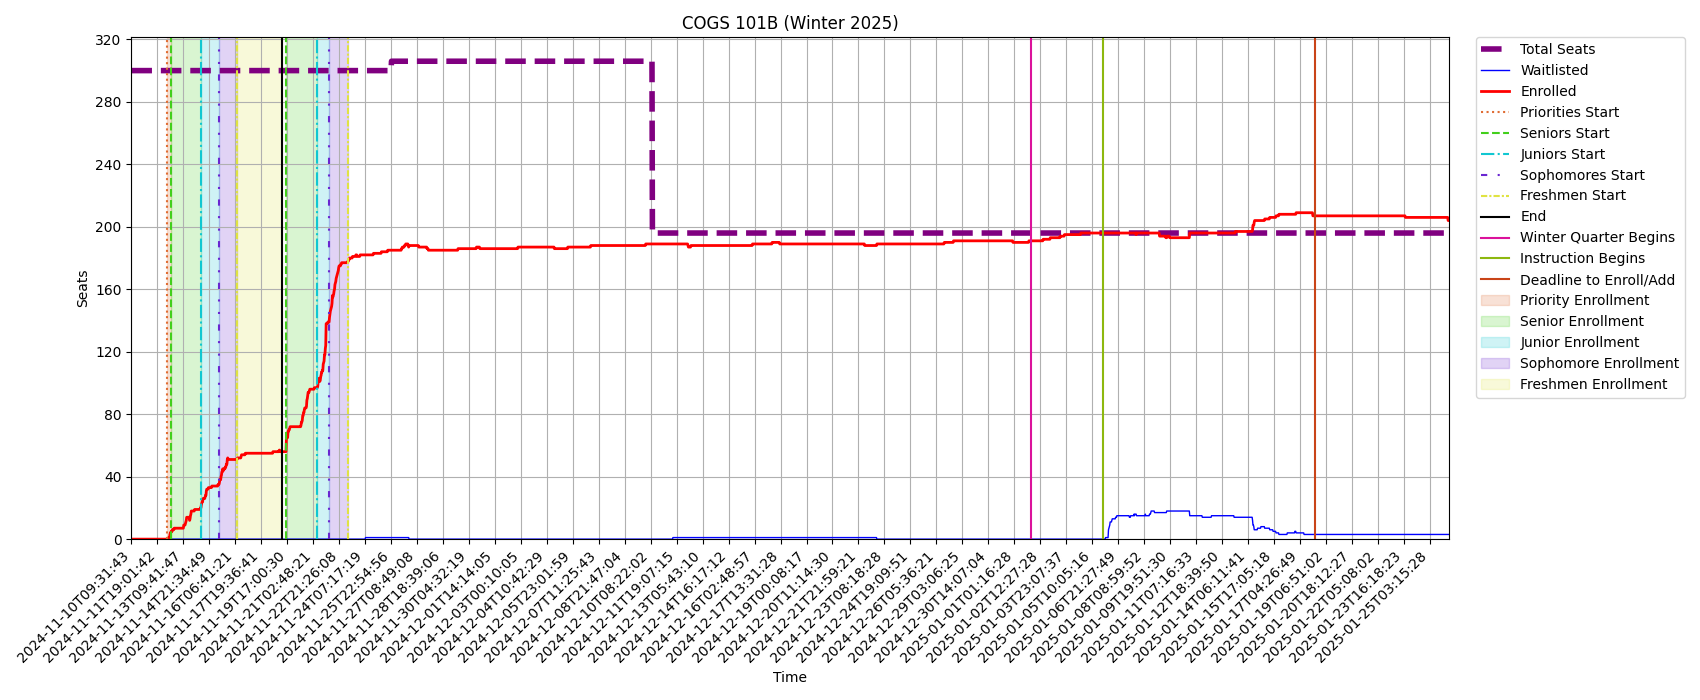 COGS 101B (Winter 2025)
320
280
240
200
160
120
80
40
0
Seats
2024-11-10T09:31:43
2024-11-11T19:01:42
2024-11-13T09:41:47
2024-11-14T21:34:49
2024-11-16T06:41:21
2024-11-17T19:36:41
2024-11-19T17:00:30
2024-11-21T02:48:21
2024-11-22T21:26:08
2024-11-24T07:17:19
2024-11-25T22:54:56
2024-11-27T08:49:08
2024-11-28T18:39:06
2024-11-30T04:32:19
2024-12-01T14:14:05
2024-12-03T00:10:05
2024-12-04T10:42:29
2024-12-05T23:01:59
2024-12-07T11:25:43
2024-12-08T21:47:04
2024-12-10T08:22:02
2024-12-11T19:07:15
2024-12-13T05:43:10
2024-12-14T16:17:12
2024-12-16T02:48:57
2024-12-17T13:31:28
2024-12-19T00:08:17
2024-12-20T11:14:30
2024-12-21T21:59:21
2024-12-23T08:18:28
2024-12-24T19:09:51
2024-12-26T05:36:21
2024-12-29T03:06:25
2024-12-30T14:07:04
2025-01-01T01:16:28
2025-01-02T12:27:28
2025-01-03T23:07:37
2025-01-05T10:05:16
2025-01-06T21:27:49
2025-01-08T08:59:52
2025-01-09T19:51:30
2025-01-11T07:16:33
2025-01-12T18:39:50
2025-01-14T06:11:41
2025-01-15T17:05:18
2025-01-17T04:26:49
2025-01-19T06:51:02
2025-01-20T18:12:27
2025-01-22T05:08:02
2025-01-23T16:18:23
2025-01-25T03:15:28
Time
Total Seats
Waitlisted
Enrolled
Priorities Start
Seniors Start
Juniors Start
Sophomores Start
Freshmen Start
End
Winter Quarter Begins
Instruction Begins
Deadline to Enroll/Add
Priority Enrollment
Senior Enrollment
Junior Enrollment
Sophomore Enrollment
Freshmen Enrollment